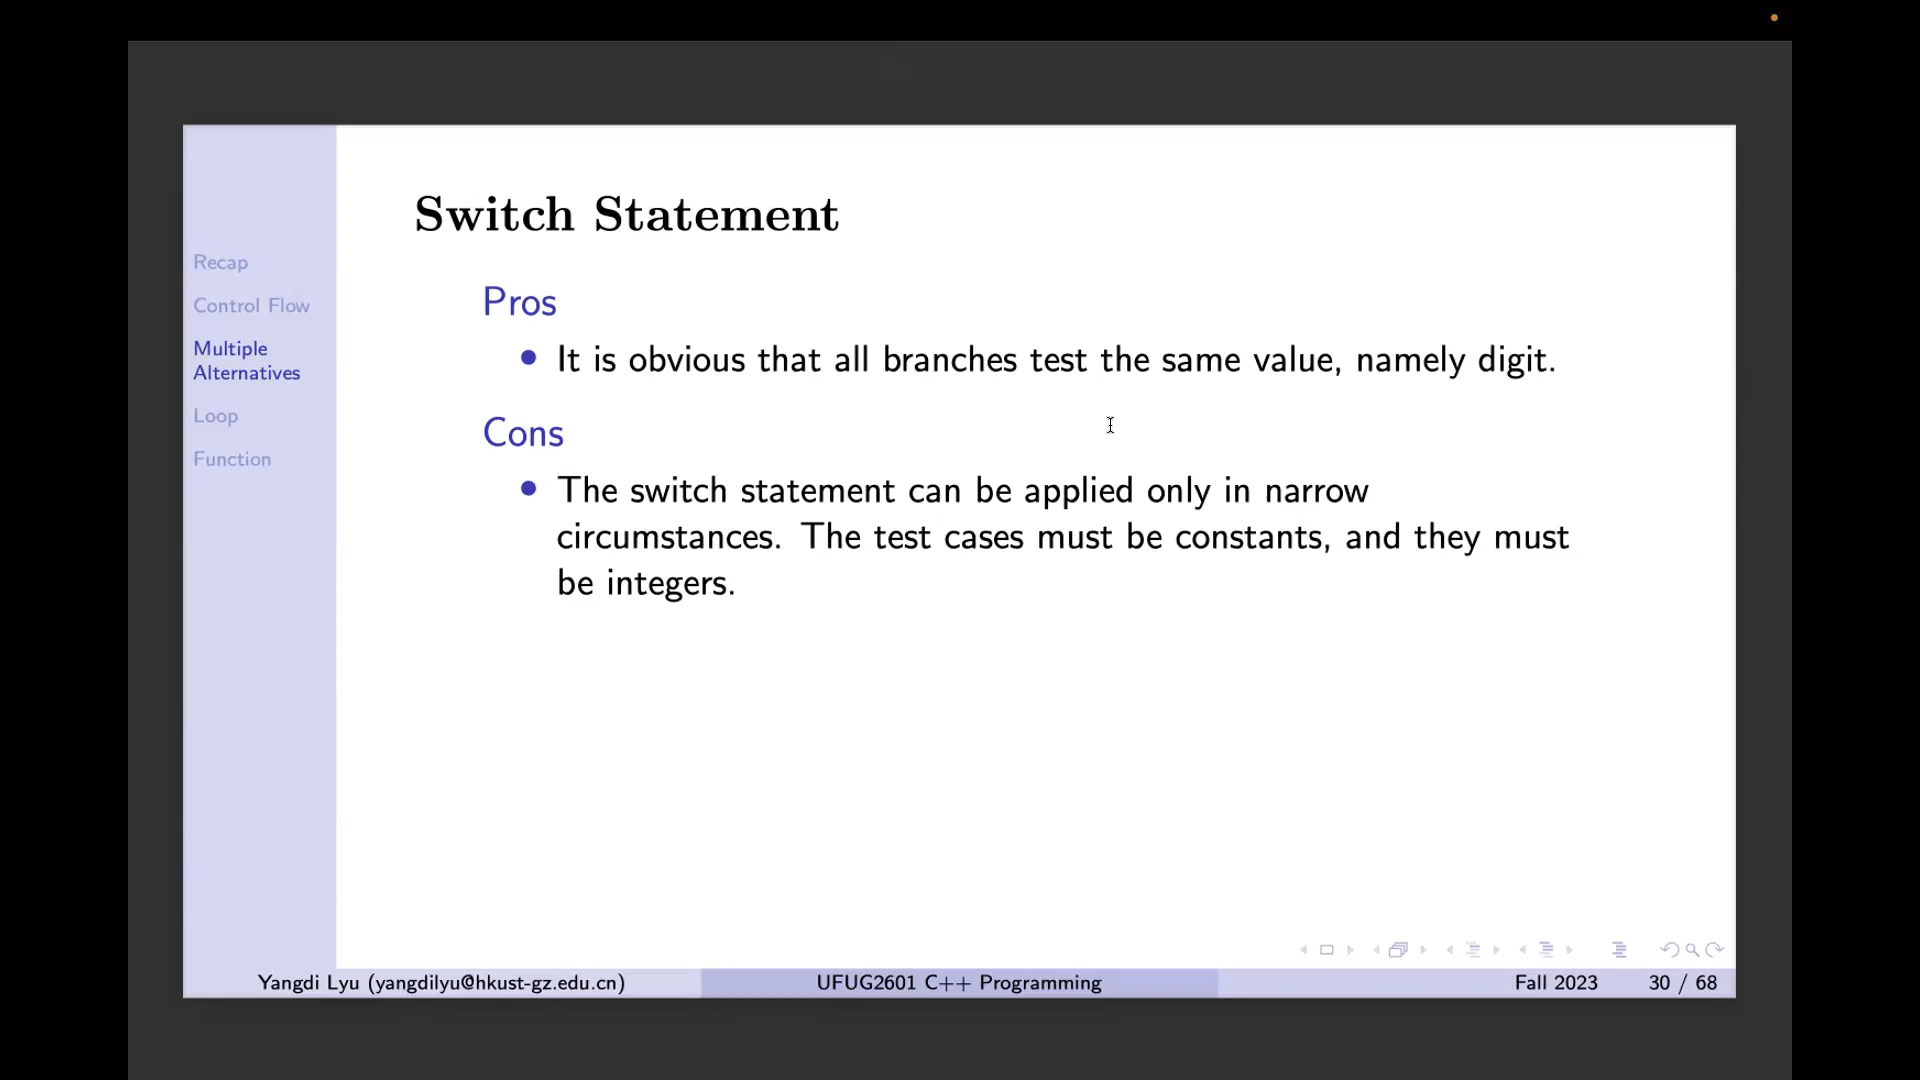 Switch Statement
Recap
Control Flow
Multiple
Alternatives
Loop
Function
Pros
It is obvious that all branches test the same value, namely digit.
Cons
The switch statement can be applied only in narrow
circumstances. The test cases must be constants, and they must
be integers.
Yangdi Lyu (yangdilyu@hkust-gz.edu.cn)
UFUG2601 C++ Programming
Fall 2023
30 / 68